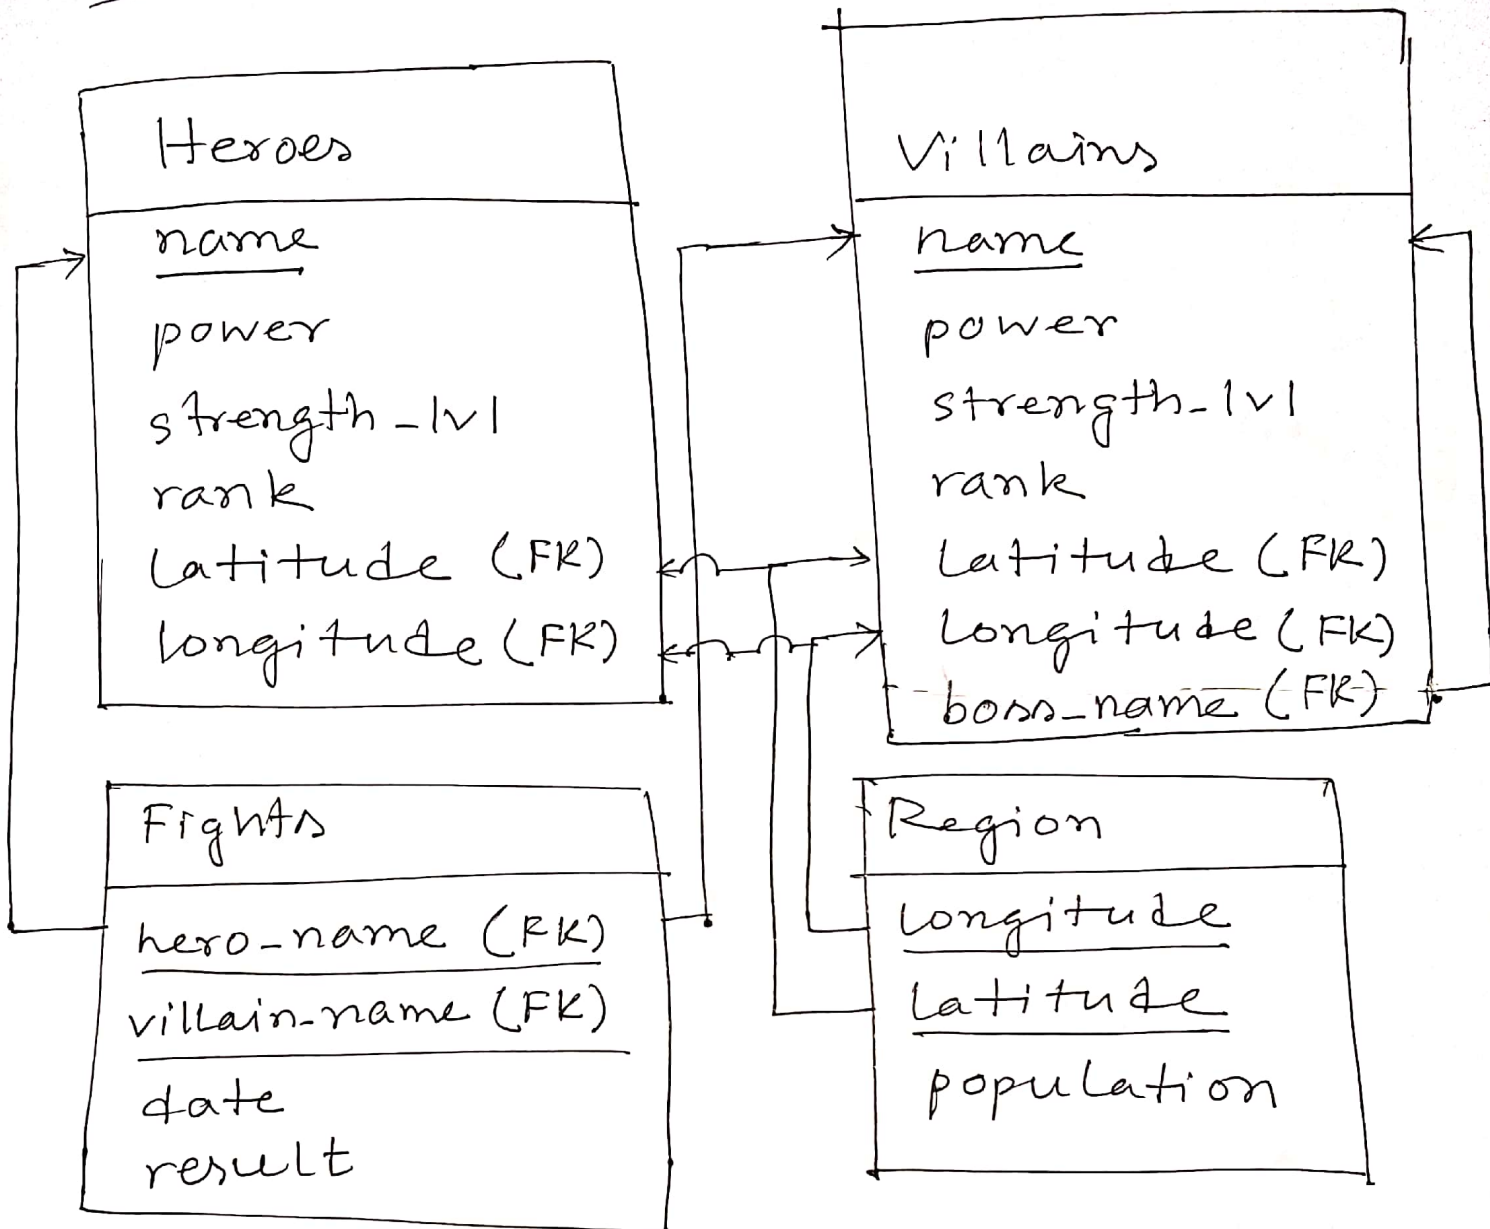 Heroes
name
power
strength_lvl
rank
latitude (FK)
longitude (FK)
Villains
name
power
strength_lvl
rank
latitude (FK)
longitude (FK)
boss_name (FK)
Fights
hero_name (FK)
villain_name (FK)
date
result
Region
longitude
latitude
population